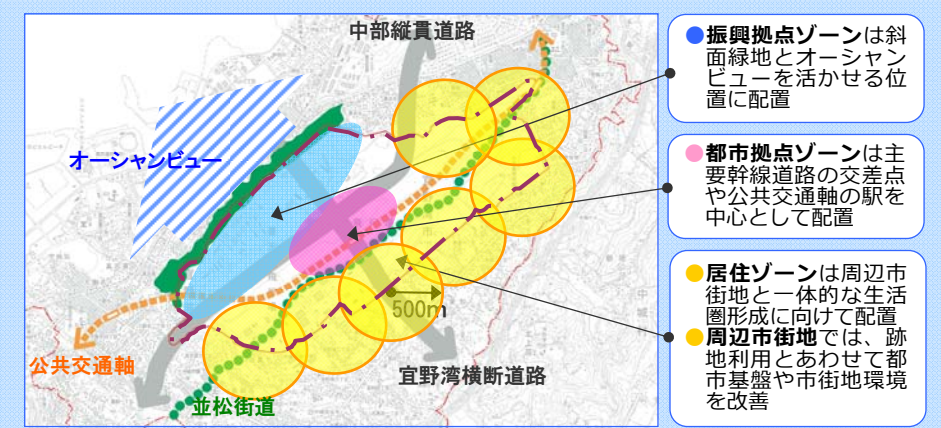 中部縦貫道路
オーシャンビュー
500m
公共交通軸
宜野湾横断道路
並松街道
●振興拠点ゾーンは斜
面緑地とオーシャン
ビューを活かせる位
置に配置
●都市拠点ゾーンは主
要幹線道路の交差点
や公共交通軸の駅を
中心として配置
●居住ゾーンは周辺市
街地と一体的な生活
圏形成に向けて配置
●周辺市街地では、跡
地利用とあわせて都
市基盤や市街地環境
を改善